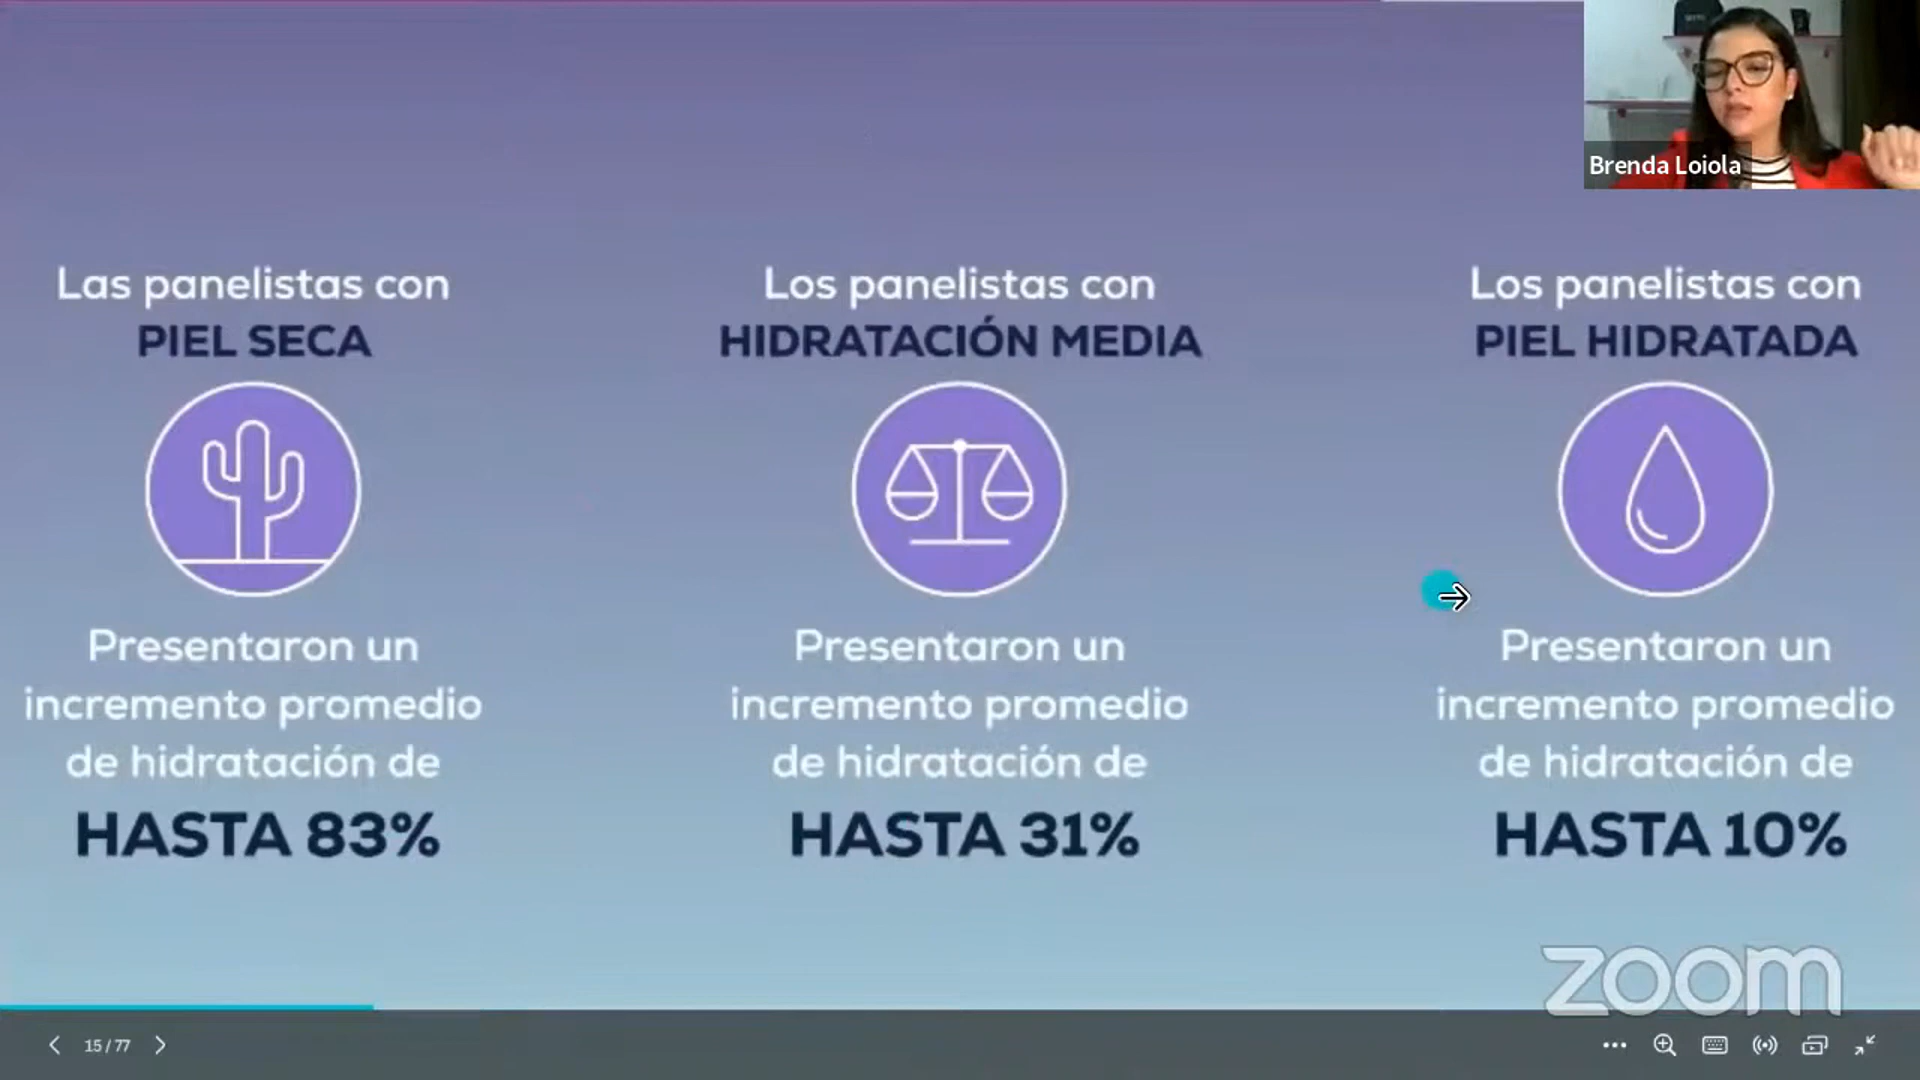 Brenda Loiola
Las panelistas con
PIEL SECA
Presentaron un
incremento promedio
de hidratación de
HASTA 83%
Los panelistas con
HIDRATACIÓN MEDIA
Presentaron un
incremento promedio
de hidratación de
HASTA 31%
Los panelistas con
PIEL HIDRATADA
Presentaron un
incremento promedio
de hidratación de
HASTA 10%
zoom
15 / 77